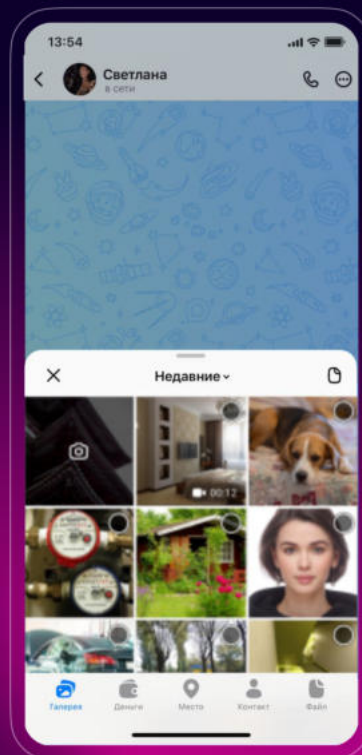 13:54
Светлана
в сети
Недавние
00:12
Галерея
Деньги
Место
Контакт
Файл